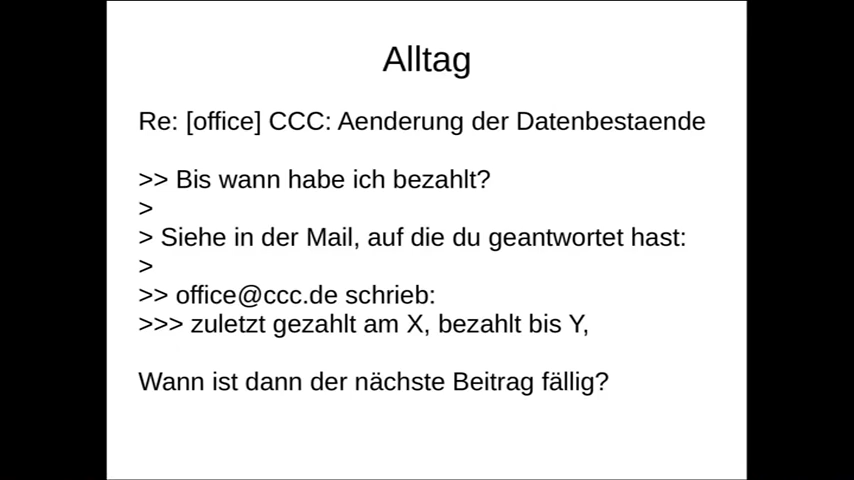 Alltag
Re: [office] CCC: Aenderung der Datenbestaende
>> Bis wann habe ich bezahlt?
>
> Siehe in der Mail, auf die du geantwortet hast:
>
>> office@ccc.de schrieb:
>>> zuletzt gezahlt am X, bezahlt bis Y,
Wann ist dann der nächste Beitrag fällig?